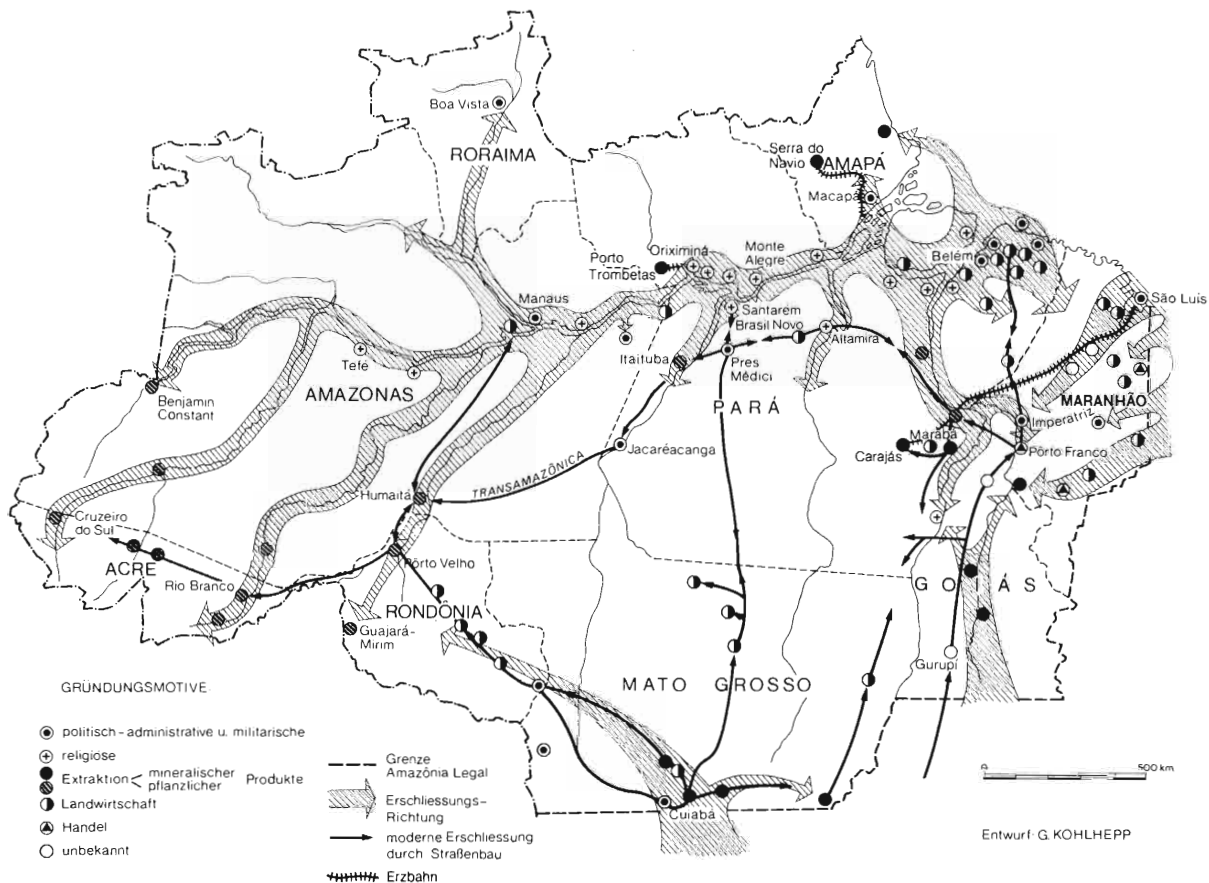 Boa Vista
RORAIMA
Serra do
Navio
AMAPÁ
Macapá
Oriximiná
Porto
Trombetas
Monte
Alegre
Belém
Manaus
Santarém
Brasil Novo
São Luís
Itaituba
Altamira
Tefé
Pres
Médici
Benjamin
Constant
AMAZONAS
PARÁ
MARANHÃO
Imperatriz
Marabá
Carajás
Pôrto Franco
Jacaréacanga
TRANSAMAZÔNICA
Humaitá
Cruzeiro
do Sul
ACRE
Rio Branco
Pôrto Velho
GOIÁS
RONDÔNIA
Guajará-
Mirim
Gurupí
MATO GROSSO
Cuiabá
GRÜNDUNGSMOTIVE:
politisch-administrative u. militärische
religiöse
Extraktion < mineralischer Produkte
pflanzlicher
Landwirtschaft
Handel
unbekannt
Grenze
Amazônia Legal
Erschliessungs-
Richtung
moderne Erschliessung
durch Straßenbau
Erzbahn
0 500 km
Entwurf: G. KOHLHEPP